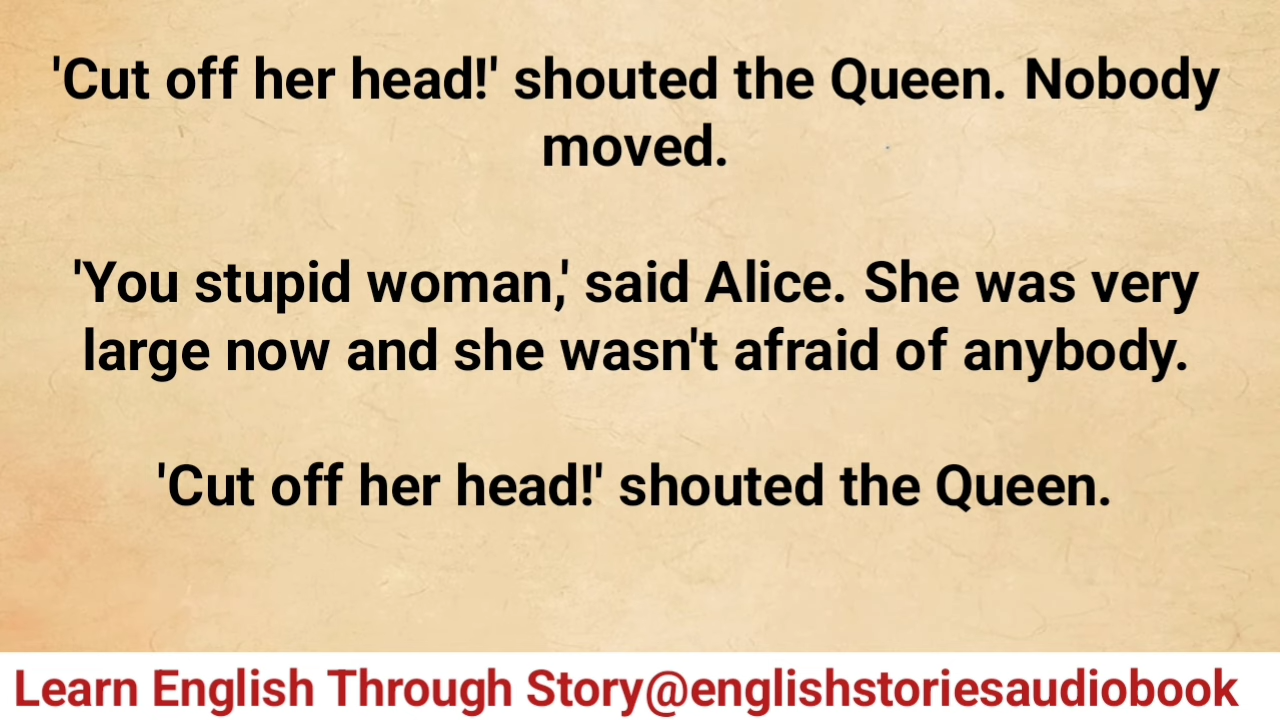 'Cut off her head!' shouted the Queen. Nobody
moved.
'You stupid woman,' said Alice. She was very
large now and she wasn't afraid of anybody.
'Cut off her head!' shouted the Queen.
Learn English Through Story@englishstoriesaudiobook